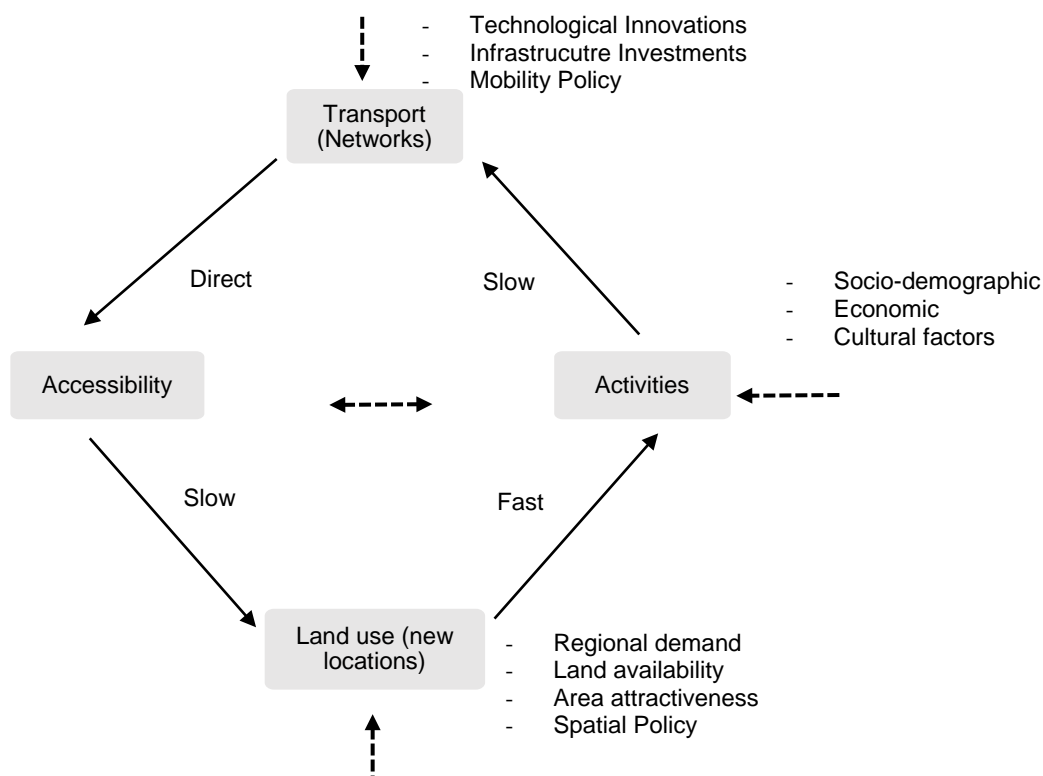 - Technological Innovations
- Infrastrucutre Investments
- Mobility Policy
Transport
(Networks)
Direct
Slow
- Socio-demographic
- Economic
- Cultural factors
Accessibility
Activities
Slow
Fast
Land use (new
locations)
- Regional demand
- Land availability
- Area attractiveness
- Spatial Policy